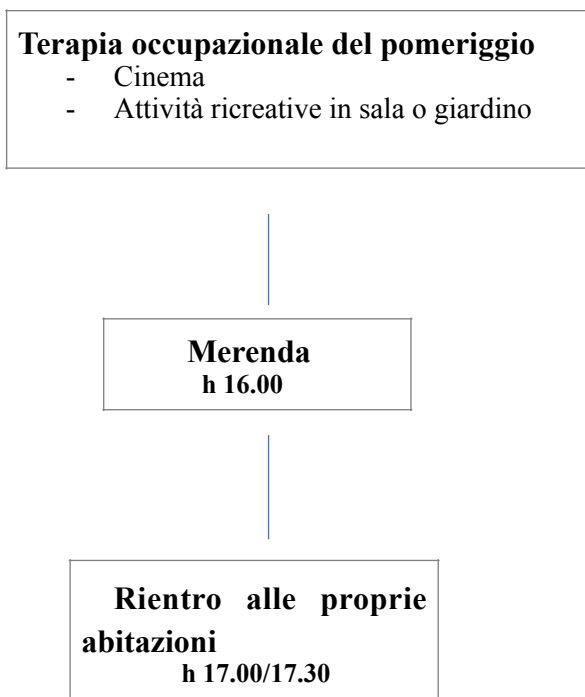 Terapia occupazionale del pomeriggio
- Cinema
- Attività ricreative in sala o giardino
Merenda
h 16.00
Rientro alle proprie
abitazioni
h 17.00/17.30